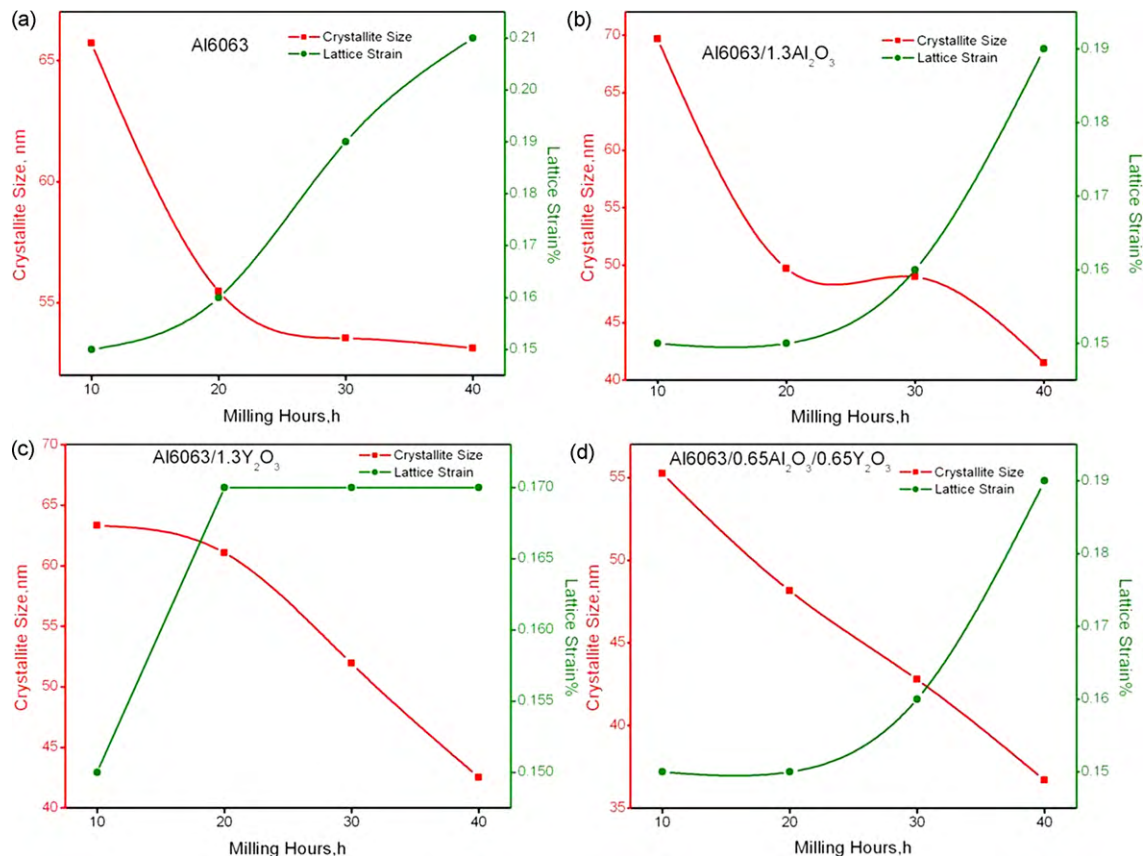 (a)
Al6063
Crystallite Size
Lattice Strain
Crystallite Size, nm
65
60
55
0.21
0.20
0.19
0.18
0.17
0.16
0.15
Lattice Strain%
10 20 30 40
Milling Hours,h
(b)
Al6063/1.3Al₂O₃
Crystallite Size
Lattice Strain
Crystallite Size,nm
70
65
60
55
50
45
40
0.19
0.18
0.17
0.16
0.15
Lattice Strain%
10 20 30 40
Milling Hours,h
(c)
Al6063/1.3Y₂O₃
Crystallite Size
Lattice Strain
Crystallite Size,nm
70
65
60
55
50
45
40
0.170
0.165
0.160
0.155
0.150
Lattice Strain%
10 20 30 40
Milling Hours,h
(d)
Al6063/0.65Al₂O₃/0.65Y₂O₃
Crystallite Size
Lattice Strain
Crystallite Size,nm
55
50
45
40
35
0.19
0.18
0.17
0.16
0.15
Lattice Strain%
10 20 30 40
Milling Hours,h